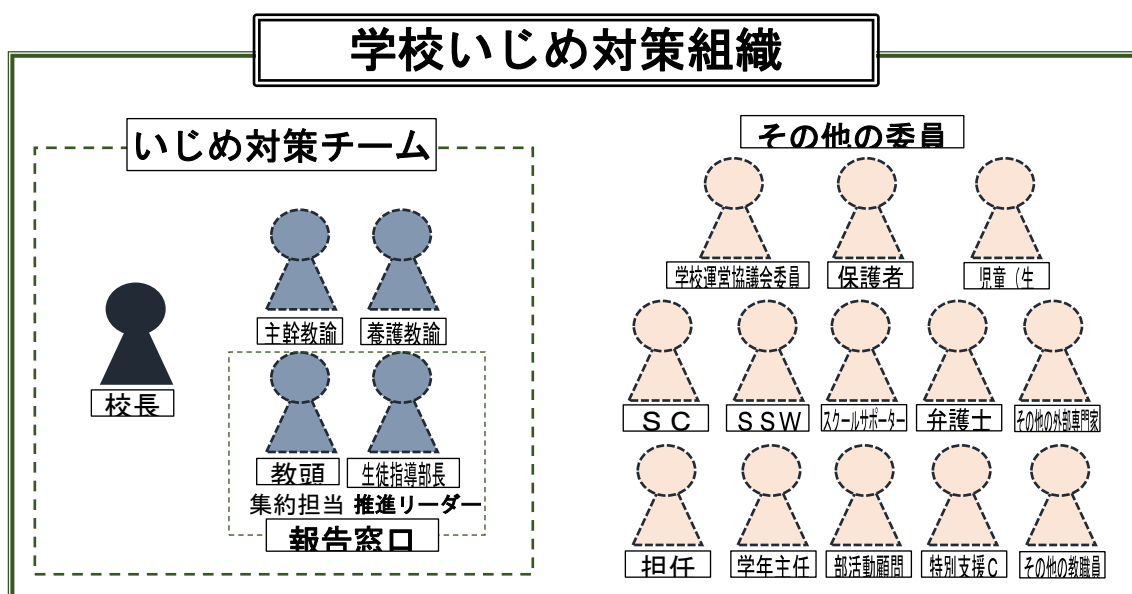 学校いじめ対策組織
いじめ対策チーム
その他の委員
学校運営協議会委員
保護者
児童（生
主幹教諭
養護教諭
校長
ＳＣ
ＳＳＷ
スクールサポーター
弁護士
その他の外部専門家
教頭
生徒指導部長
集約担当 推進リーダー
報告窓口
担任
学年主任
部活動顧問
特別支援Ｃ
その他の教職員